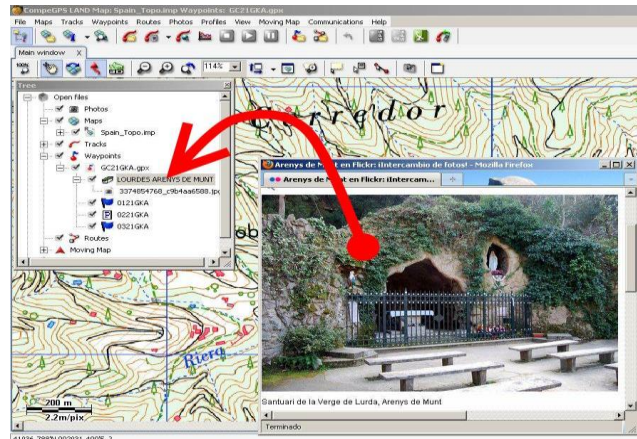 CompeGPS LAND Map: Spain_Topo.imp Waypoints: GC21GKA.gpx
File Maps Tracks Waypoints Routes Photos Profiles View Moving Map Communications Help
Main window X
100% 114%
Tree
Open files
Photos
Maps
Spain_Topo.imp
Tracks
Waypoints
GC21GKA.gpx
LOURDES ARENYS DE MUNT
3374854768_c9b4aa6588.jpg
0121GKA
P 0221GKA
0321GKA
Routes
Moving Map
Corredor
Arenys de Munt en Flickr: ¡Intercambio de fotos! - Mozilla Firefox
Arenys de Munt en Flickr: ¡Intercam...
Santuari de la Verge de Lurda, Arenys de Munt
Terminado
Riera
200 m
2.2m/pix